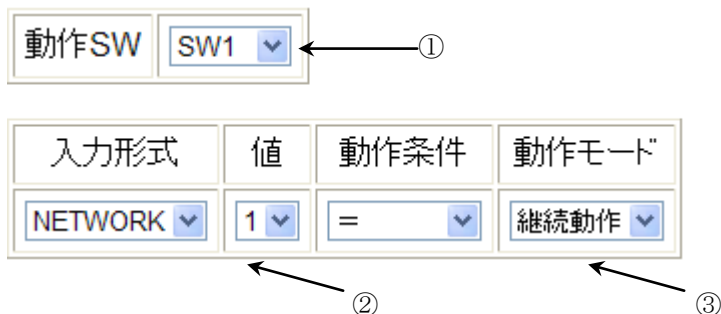 動作SW SW1 ①
入力形式 値 動作条件 動作モード
NETWORK 1 = 継続動作
② ③